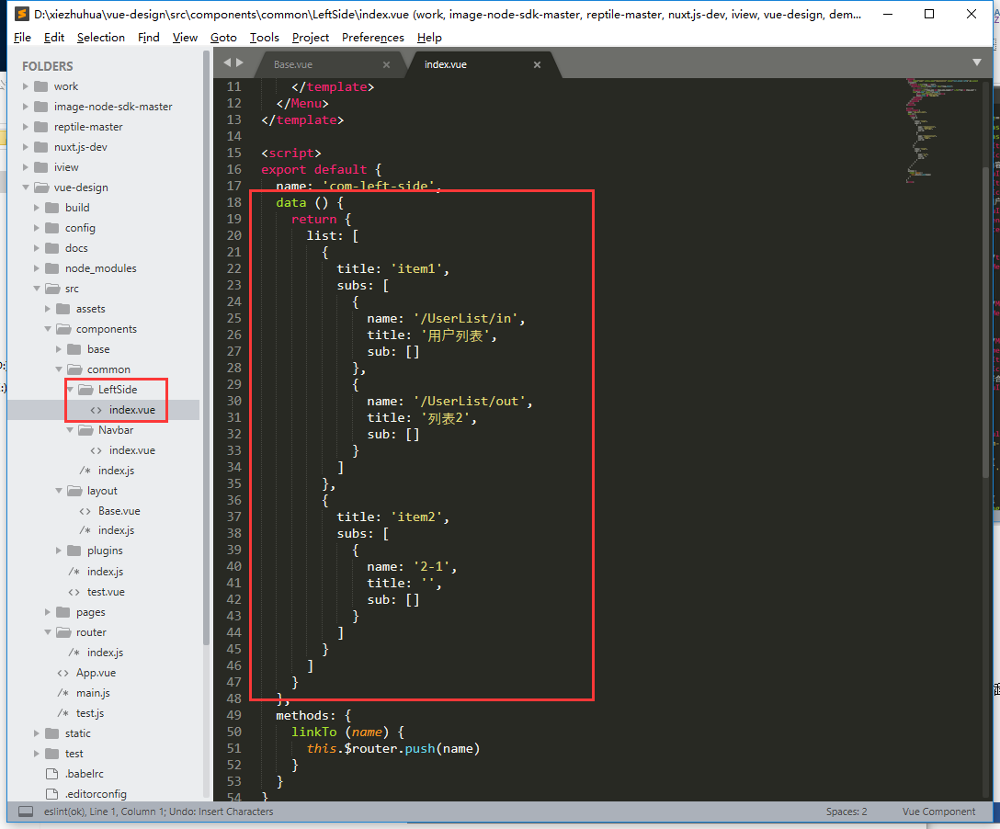 D:\xiezhuhua\vue-design\src\components\common\LeftSide\index.vue (work, image-node-sdk-master, reptile-master, nuxt.js-dev, iview, vue-design, dem...
File Edit Selection Find View Goto Tools Project Preferences Help
FOLDERS
work
image-node-sdk-master
reptile-master
nuxt.js-dev
iview
vue-design
build
config
docs
node_modules
src
assets
components
base
common
LeftSide
<> index.vue
Navbar
<> index.vue
/* index.js
layout
<> Base.vue
/* index.js
plugins
/* index.js
<> test.vue
pages
router
/* index.js
<> App.vue
/* main.js
/* test.js
static
test
.babelrc
.editorconfig
Base.vue ×
index.vue ×
11 </template>
12 </Menu>
13 </template>
14
15 <script>
16 export default {
17 name: 'com-left-side',
18 data () {
19 return {
20 list: [
21 {
22 title: 'item1',
23 subs: [
24 {
25 name: '/UserList/in',
26 title: '用户列表',
27 sub: []
28 },
29 {
30 name: '/UserList/out',
31 title: '列表2',
32 sub: []
33 }
34 ]
35 },
36 {
37 title: 'item2',
38 subs: [
39 {
40 name: '2-1',
41 title: '',
42 sub: []
43 }
44 ]
45 }
46 ]
47 }
48 },
49 methods: {
50 linkTo (name) {
51 this.$router.push(name)
52 }
53 }
54 }
eslint(ok), Line 1, Column 1; Undo: Insert Characters
Spaces: 2 Vue Component